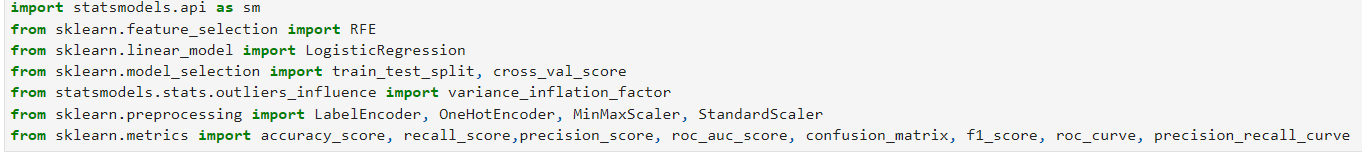 import statsmodels.api as sm
from sklearn.feature_selection import RFE
from sklearn.linear_model import LogisticRegression
from sklearn.model_selection import train_test_split, cross_val_score
from statsmodels.stats.outliers_influence import variance_inflation_factor
from sklearn.preprocessing import LabelEncoder, OneHotEncoder, MinMaxScaler, StandardScaler
from sklearn.metrics import accuracy_score, recall_score,precision_score, roc_auc_score, confusion_matrix, f1_score, roc_curve, precision_recall_curve